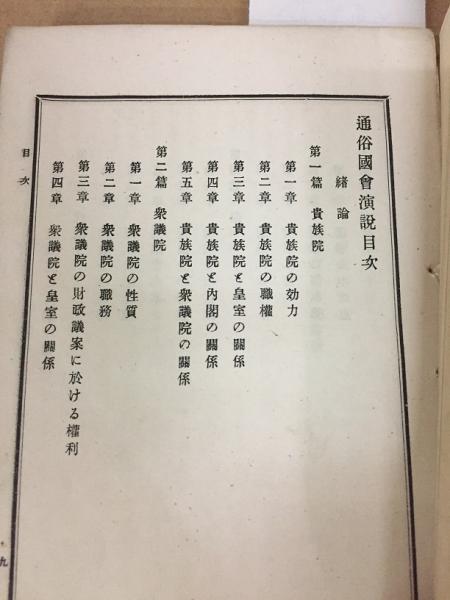 通俗國會演說目次
緒論
第一篇 貴族院
第一章 貴族院の効力
第二章 貴族院の職權
第三章 貴族院と皇室の關係
第四章 貴族院と內閣の關係
第五章 貴族院と衆議院の關係
第二篇 衆議院
第一章 衆議院の性質
第二章 衆議院の職務
第三章 衆議院の財政議案に於ける權利
第四章 衆議院と皇室の關係
目次
九